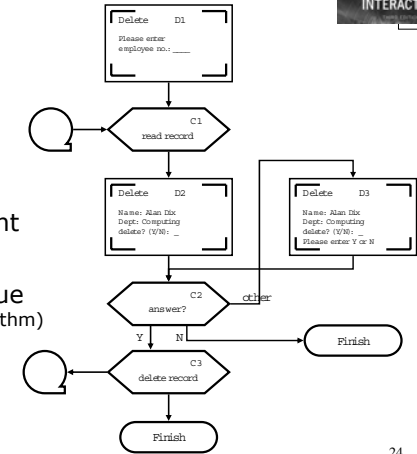 INTERACT
Delete D1
Please enter
employee no.: ____
C1
read record
Delete D2
Name: Alan Dix
Dept: Computing
delete? (Y/N): _
Delete D3
Name: Alan Dix
Dept: Computing
delete? (Y/N): _
Please enter Y or N
nt
ue
thm)
C2
answer?
other
Y N
Finish
C3
delete record
Finish
24